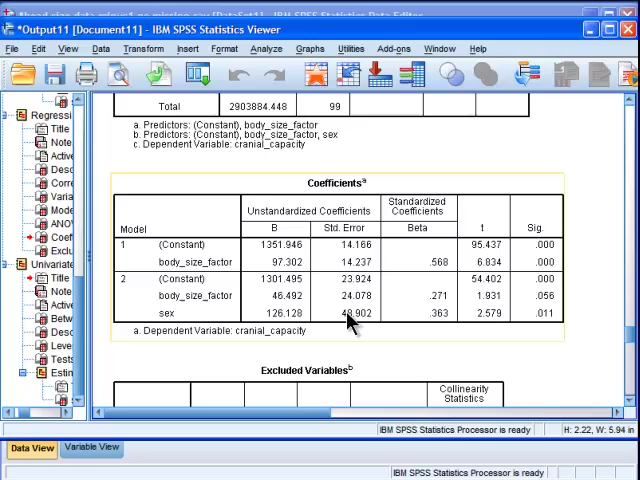 *Output11 [Document11] - IBM SPSS Statistics Viewer
File Edit View Data Transform Insert Format Analyze Graphs Utilities Add-ons Window Help
Regressi
Title
Note
Active
Desc
Corre
Varia
Mode
ANO
Coef
Exclu
Univariate
Title
Note
Active
Betw
Desc
Leve
Tests
Estin
Total 2903884.448 99
a. Predictors: (Constant), body_size_factor
b. Predictors: (Constant), body_size_factor, sex
c. Dependent Variable: cranial_capacity
Coefficientsa
Model Unstandardized Coefficients Standardized Coefficients t Sig.
B Std. Error Beta
1 (Constant) 1351.946 14.166 95.437 .000
body_size_factor 97.302 14.237 .568 6.834 .000
2 (Constant) 1301.495 23.924 54.402 .000
body_size_factor 46.492 24.078 .271 1.931 .056
sex 126.128 .902 .363 2.579 .011
a. Dependent Variable: cranial_capacity
Excluded Variablesb
Collinearity
Statistics
IBM SPSS Statistics Processor is ready H: 2.22, W: 5.94 in
Data View Variable View
IBM SPSS Statistics Processor is ready